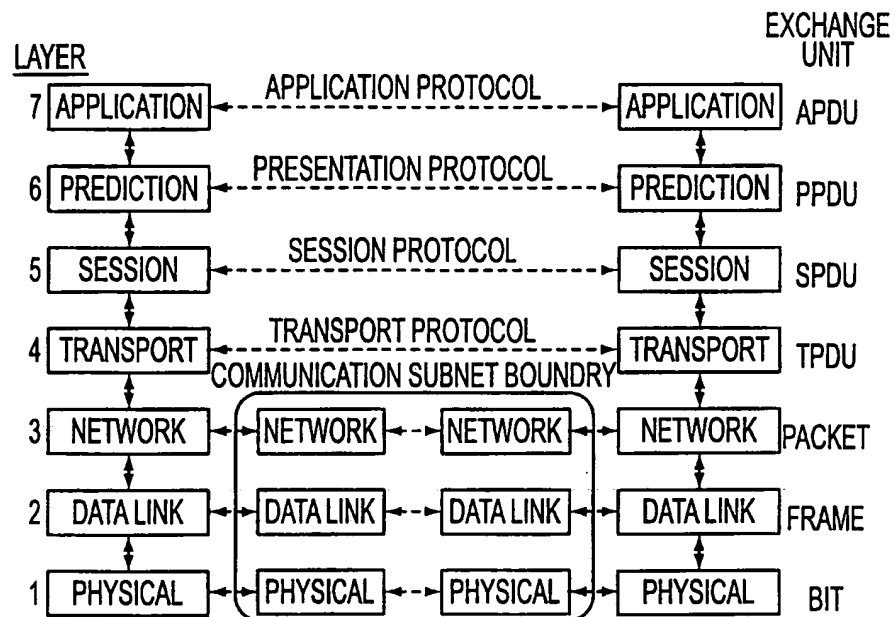 LAYER
EXCHANGE
UNIT
7 APPLICATION APPLICATION PROTOCOL APPLICATION APDU
6 PREDICTION PRESENTATION PROTOCOL PREDICTION PPDU
5 SESSION SESSION PROTOCOL SESSION SPDU
4 TRANSPORT TRANSPORT PROTOCOL TRANSPORT TPDU
COMMUNICATION SUBNET BOUNDRY
3 NETWORK NETWORK NETWORK NETWORK PACKET
2 DATA LINK DATA LINK DATA LINK DATA LINK FRAME
1 PHYSICAL PHYSICAL PHYSICAL PHYSICAL BIT